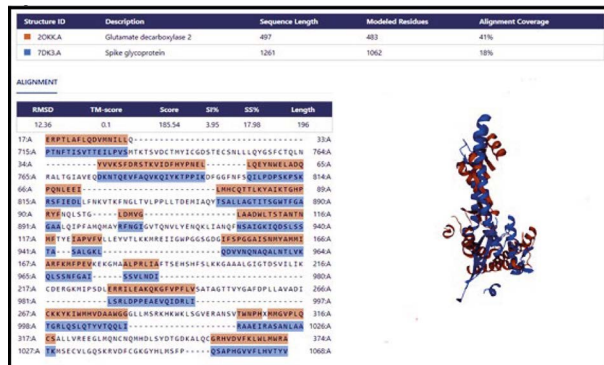 Structure ID Description Sequence Length Modeled Residues Alignment Coverage
2OKK.A Glutamate decarboxylase 2 497 483 41%
7DK3.A Spike glycoprotein 1261 1062 18%
ALIGNMENT
RMSD TM-score Score SI% SS% Length
12.36 0.1 185.54 3.95 17.98 196
17:A ERPTLAFLQDVMNILLQ--------------------------------- 33:A
715:A PTNFTISVTTEILPVSMTKTSVDCTMYICGDSTECSNLLLQYGSFCTQLN 764:A
34:A ----------YVVKSFDRSTKVIDFHYPNEL-------LQEYNWELADQ 65:A
765:A RALTGIAVEQDKNTQEVFAQVKQIYKTPPIKDFGGFNFSQILPDPSKPSK 814:A
66:A PQNLEEI---------------------------LMHCQTTLKYAIKTGHP 89:A
815:A RSFIEDLLFNKVTFKNGLTVLPPLLTDEMIAQYTSALLAGTITSGWTFGA 890:A
90:A RYFNQLSTG----LDMVG-----------------LAADWLTSTANTN 116:A
891:A GAALQIPFAMQMAYRFNGIGVTQNVLYENQKLIANFNSAIGKIQDSLSS 940:A
117:A MFTYEIAPVFVLLEYVTLKKMREIIGWPGGSGDGIFSPGGAISNMYAMMI 166:A
941:A TA---SALGKL----------------------QDVVNQNAQALNTLVK 964:A
167:A ARFKMFPEVKEKGMAALPRLIAFTSEHSHFSLKKGAAALGIGTDSVILIK 216:A
965:A QLSSNFGAI-----SSVLNDI----------------------------- 980:A
217:A CDERGKMIPSDLERRILEAKQKGFVPFLVSATAGTTVYGAFDPLLAVADI 266:A
981:A ------------LSRLDPPEAEVQIDRLI--------------------- 997:A
267:A CKKYKIWMHVDAAWGGGLLMSRKHKWKLSGVERANSVTWNPHKMMGVPLQ 316:A
998:A TGRLQSLQTYVTQQLI---------------------RAAEIRASANLAA 1026:A
317:A CSALLVREEGLMQNCNQMHDLSYDTGDKALQCGRHVDVFKLWLMWRA 374:A
1027:A TKMSECVLGQSKRVDFCGKGYHLMSFP-----QSAPHGVVFLHVTYV 1068:A